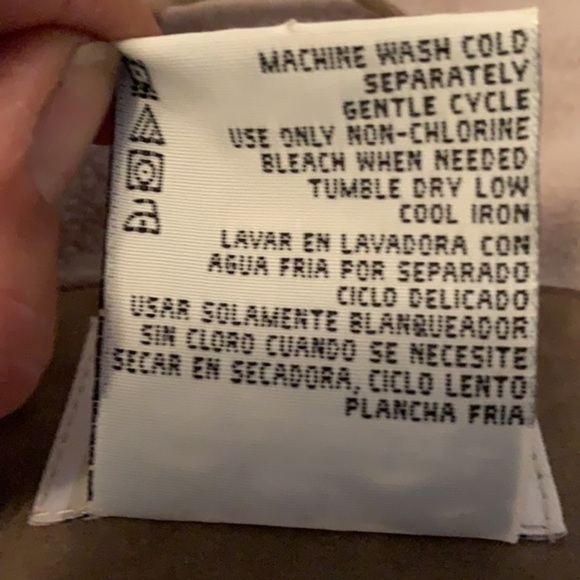 MACHINE WASH COLD
SEPARATELY
GENTLE CYCLE
USE ONLY NON-CHLORINE
BLEACH WHEN NEEDED
TUMBLE DRY LOW
COOL IRON
LAVAR EN LAVADORA CON
AGUA FRIA POR SEPARADO
CICLO DELICADO
USAR SOLAMENTE BLANQUEADOR
SIN CLORO CUANDO SE NECESITE
SECAR EN SECADORA, CICLO LENTO
PLANCHA FRIA